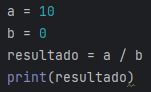 a = 10
b = 0
resultado = a / b
print(resultado)